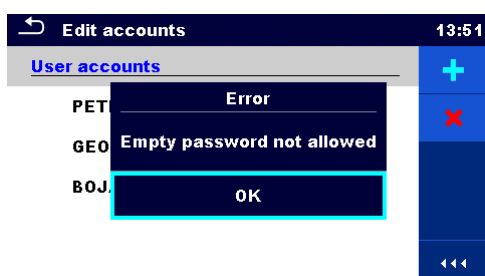 Edit accounts 13:51
User accounts
Error
PET
Empty password not allowed
GEO
BOJ
OK